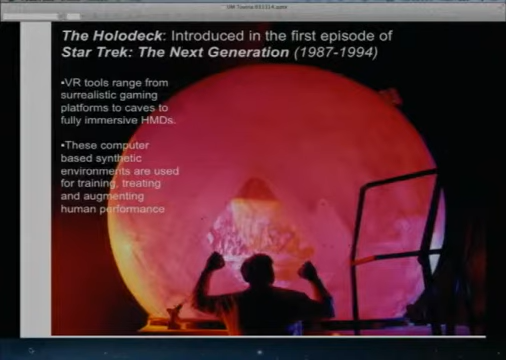 The Holodeck: Introduced in the first episode of
Star Trek: The Next Generation (1987-1994)
•VR tools range from
surrealistic gaming
platforms to caves to
fully immersive HMDs.
•These computer
based synthetic
environments are used
for training, treating
and augmenting
human performance